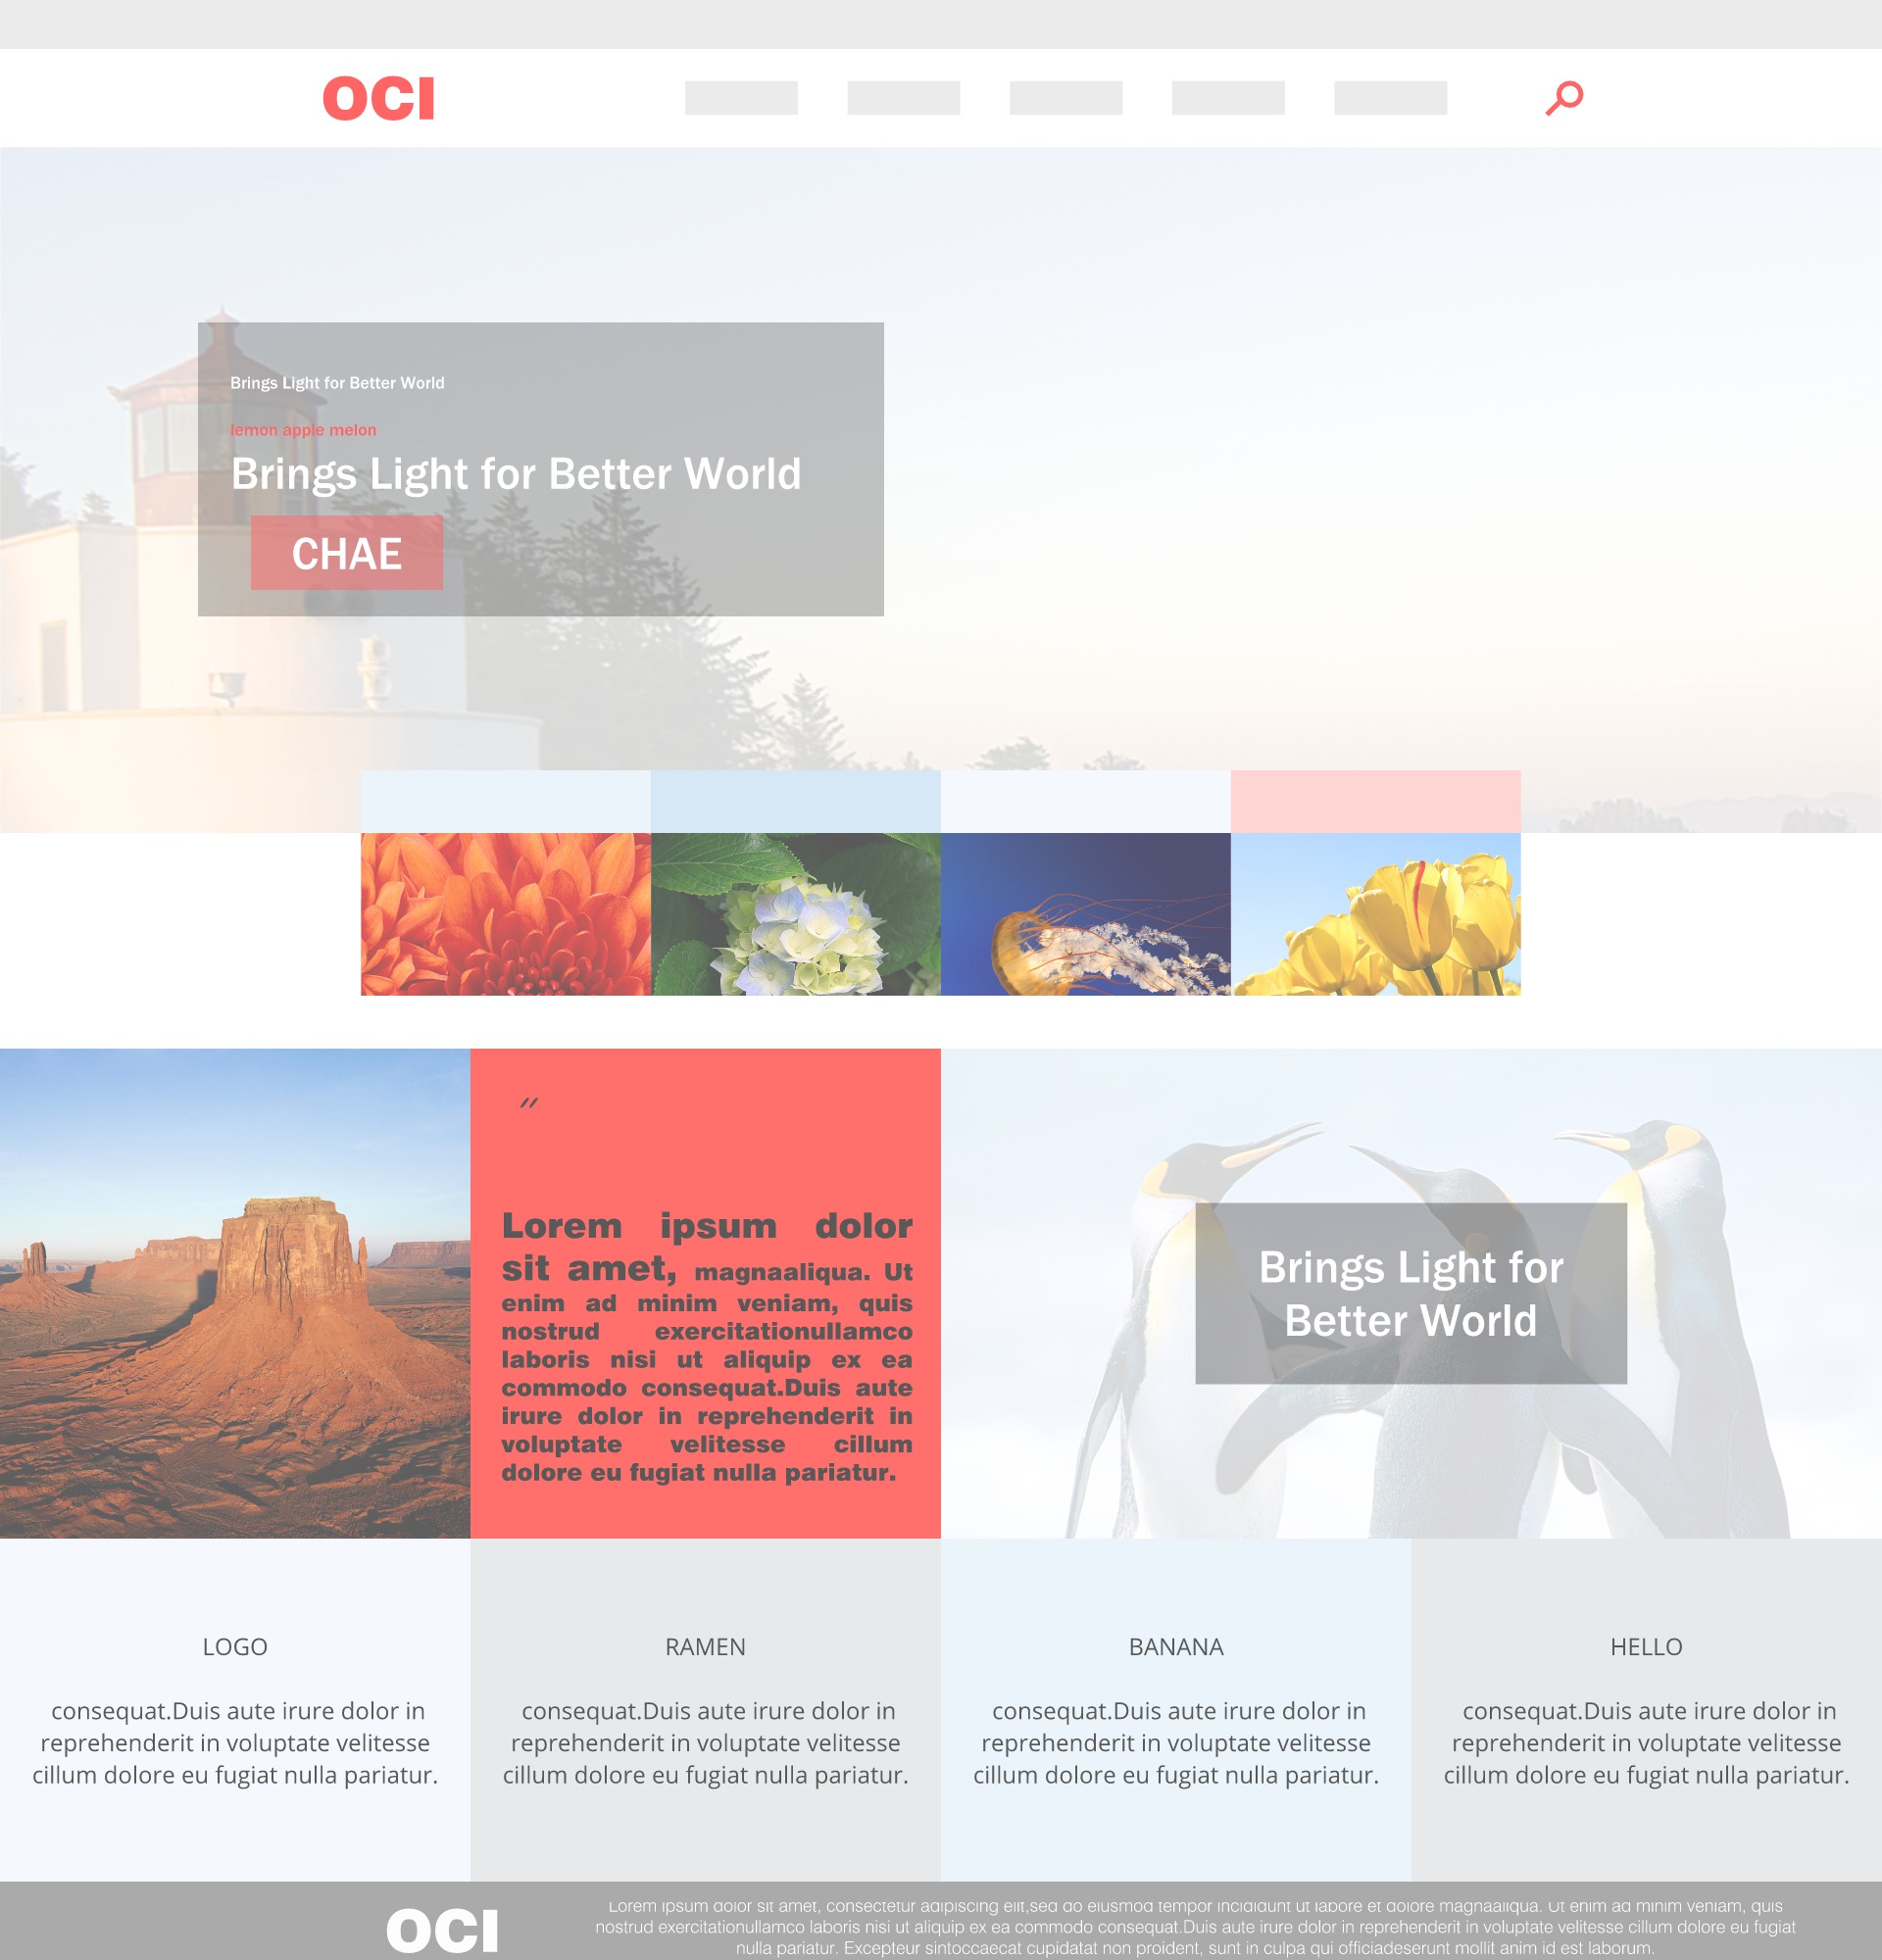 OCI
Brings Light for Better World
lemon apple melon
Brings Light for Better World
CHAE
"
Lorem ipsum dolor
sit amet, magnaaliqua. Ut
enim ad minim veniam, quis
nostrud exercitationullamco
laboris nisi ut aliquip ex ea
commodo consequat.Duis aute
irure dolor in reprehenderit in
voluptate velitesse cillum
dolore eu fugiat nulla pariatur.
Brings Light for
Better World
LOGO
consequat.Duis aute irure dolor in
reprehenderit in voluptate velitesse
cillum dolore eu fugiat nulla pariatur.
RAMEN
consequat.Duis aute irure dolor in
reprehenderit in voluptate velitesse
cillum dolore eu fugiat nulla pariatur.
BANANA
consequat.Duis aute irure dolor in
reprehenderit in voluptate velitesse
cillum dolore eu fugiat nulla pariatur.
HELLO
consequat.Duis aute irure dolor in
reprehenderit in voluptate velitesse
cillum dolore eu fugiat nulla pariatur.
OCI
Lorem ipsum dolor sit amet, consectetur adipiscing elit,sed do eiusmod tempor incididunt ut labore et dolore magnaaliqua. Ut enim ad minim veniam, quis
nostrud exercitationullamco laboris nisi ut aliquip ex ea commodo consequat.Duis aute irure dolor in reprehenderit in voluptate velitesse cillum dolore eu fugiat
nulla pariatur. Excepteur sintoccaecat cupidatat non proident, sunt in culpa qui officiadeserunt mollit anim id est laborum.